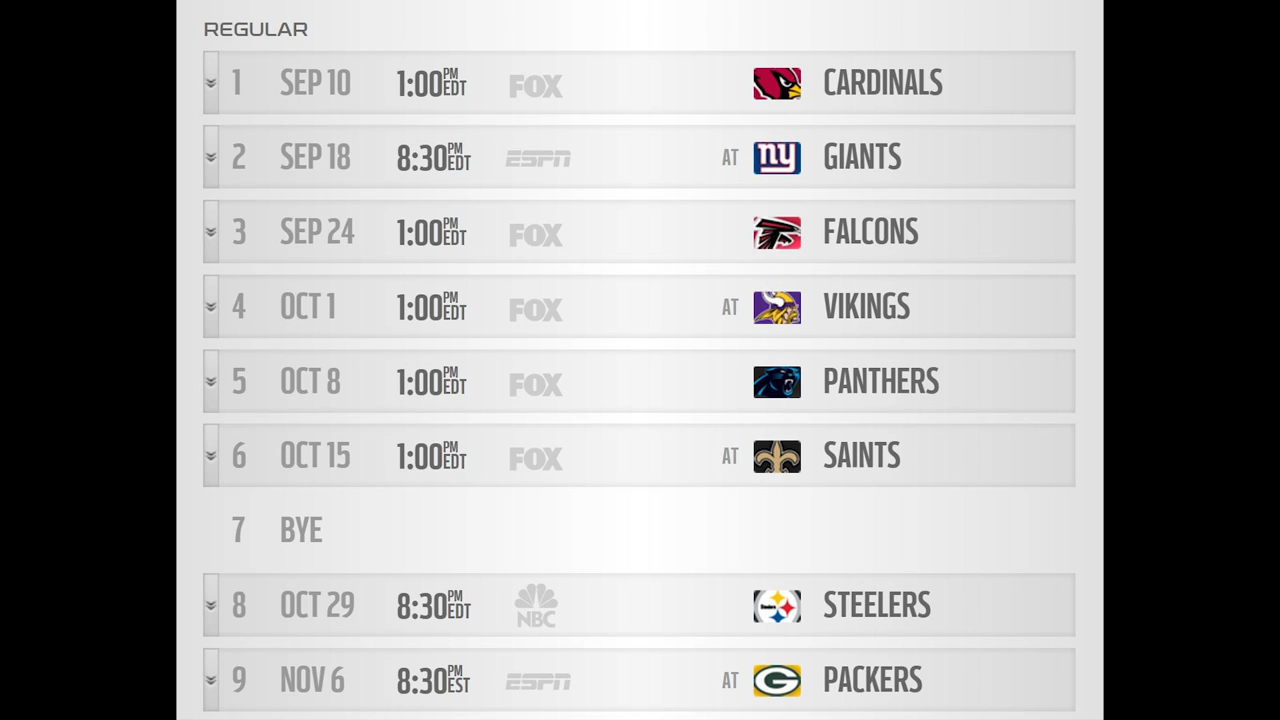 REGULAR
1 SEP 10 1:00 PM EDT FOX CARDINALS
2 SEP 18 8:30 PM EDT ESPN AT ny GIANTS
3 SEP 24 1:00 PM EDT FOX FALCONS
4 OCT 1 1:00 PM EDT FOX AT VIKINGS
5 OCT 8 1:00 PM EDT FOX PANTHERS
6 OCT 15 1:00 PM EDT FOX AT SAINTS
7 BYE
8 OCT 29 8:30 PM EDT NBC Steelers STEELERS
9 NOV 6 8:30 PM EST ESPN AT G PACKERS